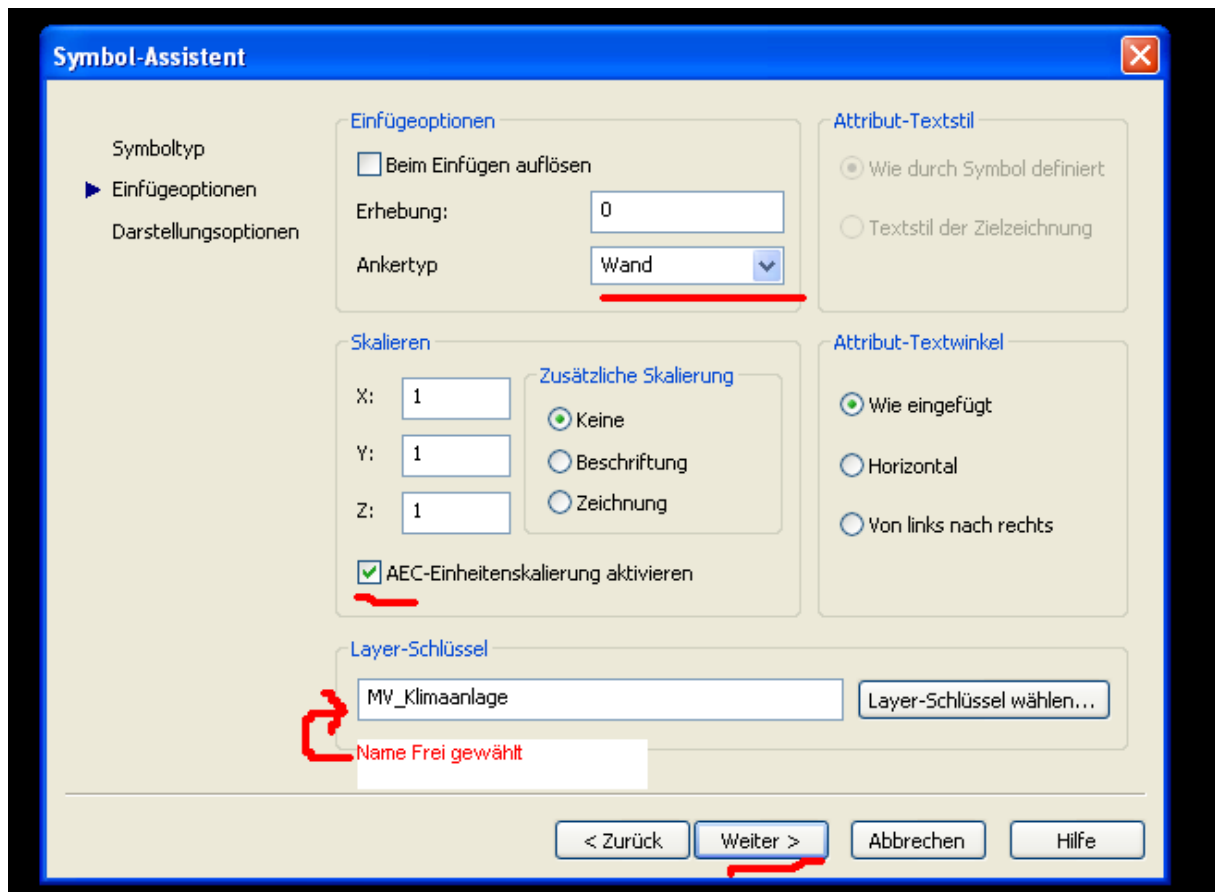 Symbol-Assistent
Symboltyp
Einfügeoptionen
Darstellungsoptionen
Einfügeoptionen
Beim Einfügen auflösen
Erhebung: 0
Ankertyp Wand
Attribut-Textstil
Wie durch Symbol definiert
Textstil der Zielzeichnung
Skalieren
X: 1
Y: 1
Z: 1
Zusätzliche Skalierung
Keine
Beschriftung
Zeichnung
AEC-Einheitenskalierung aktivieren
Attribut-Textwinkel
Wie eingefügt
Horizontal
Von links nach rechts
Layer-Schlüssel
MV_Klimaanlage Layer-Schlüssel wählen...
Name Frei gewählt
< Zurück Weiter > Abbrechen Hilfe